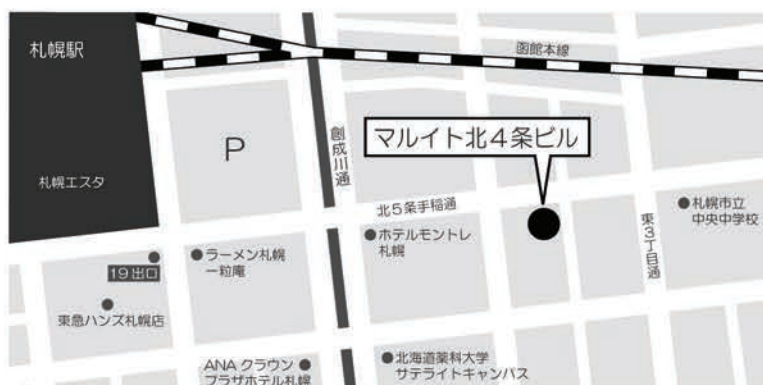 札幌駅
函館本線
創成川通
P
マルイト北4条ビル
札幌エスタ
北5条手稲通
札幌市立
中央中学校
東3丁目通
ホテルモントレ
札幌
ラーメン札幌
一粒庵
19出口
東急ハンズ札幌店
ANA クラウン
プラザホテル札幌
北海道薬科大学
サテライトキャンパス